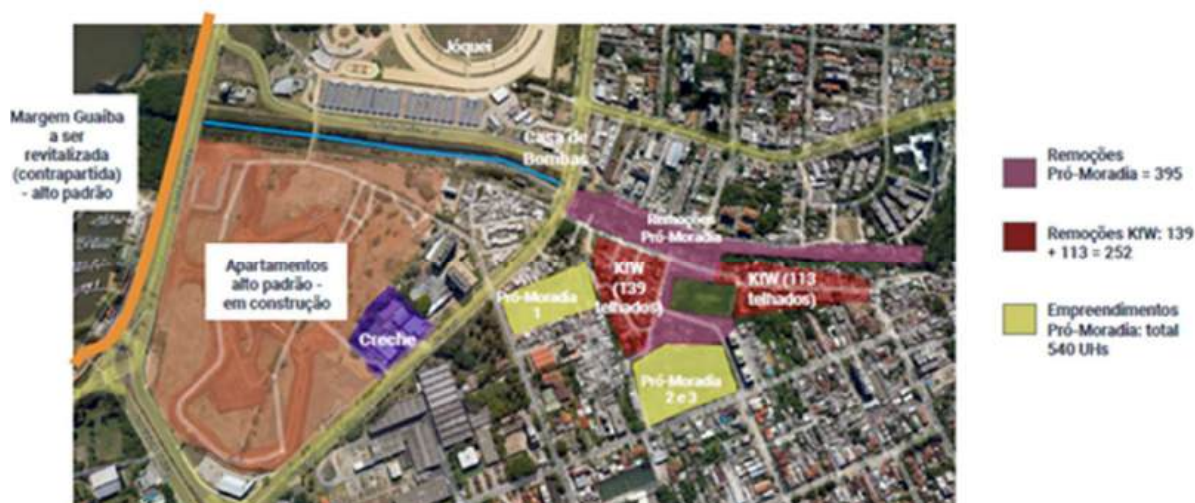 Jóquei
Margem Guaíba
a ser
revitalizada
(contrapartida)
- alto padrão
Casa de
Bombas
Remoções
Pró-Moradia
Apartamentos
alto padrão -
em construção
KfW
(139
telhados)
KfW (113
telhados)
Pró-Moradia
1
Creche
Pró-Moradia
2 e 3
Remoções
Pró-Moradia = 395
Remoções KfW: 139
+ 113 = 252
Empreendimentos
Pró-Moradia: total
540 UHs